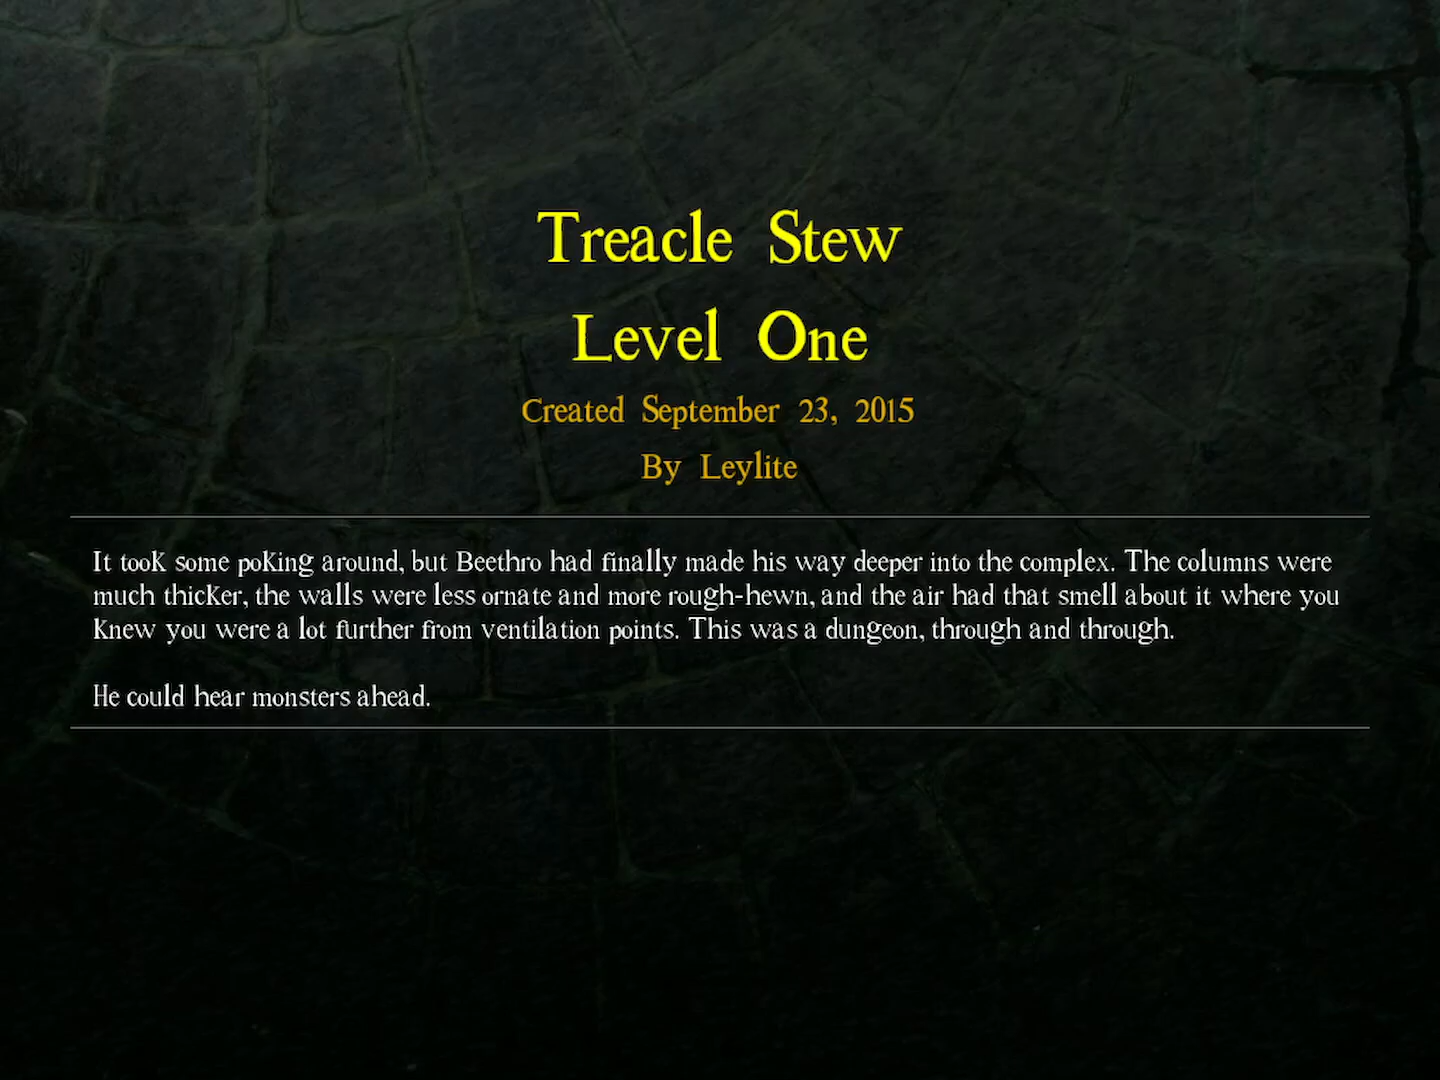 Treacle Stew
Level One
Created September 23, 2015
By Leylite
It took some poking around, but Beethro had finally made his way deeper into the complex. The columns were
much thicker, the walls were less ornate and more rough-hewn, and the air had that smell about it where you
knew you were a lot further from ventilation points. This was a dungeon, through and through.
He could hear monsters ahead.